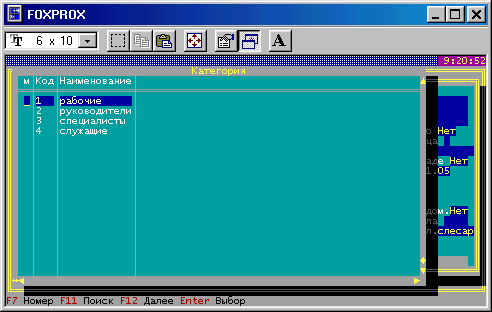 FOXPROX
6 x 10
A
9:20:52
Категория
м Код Наименование
1 рабочие
2 руководители
3 специалисты
4 служащие
о Нет
ца
аде Нет
1.05
дом.Нет
ла
л.слесар
F7 Номер F11 Поиск F12 Далее Enter Выбор